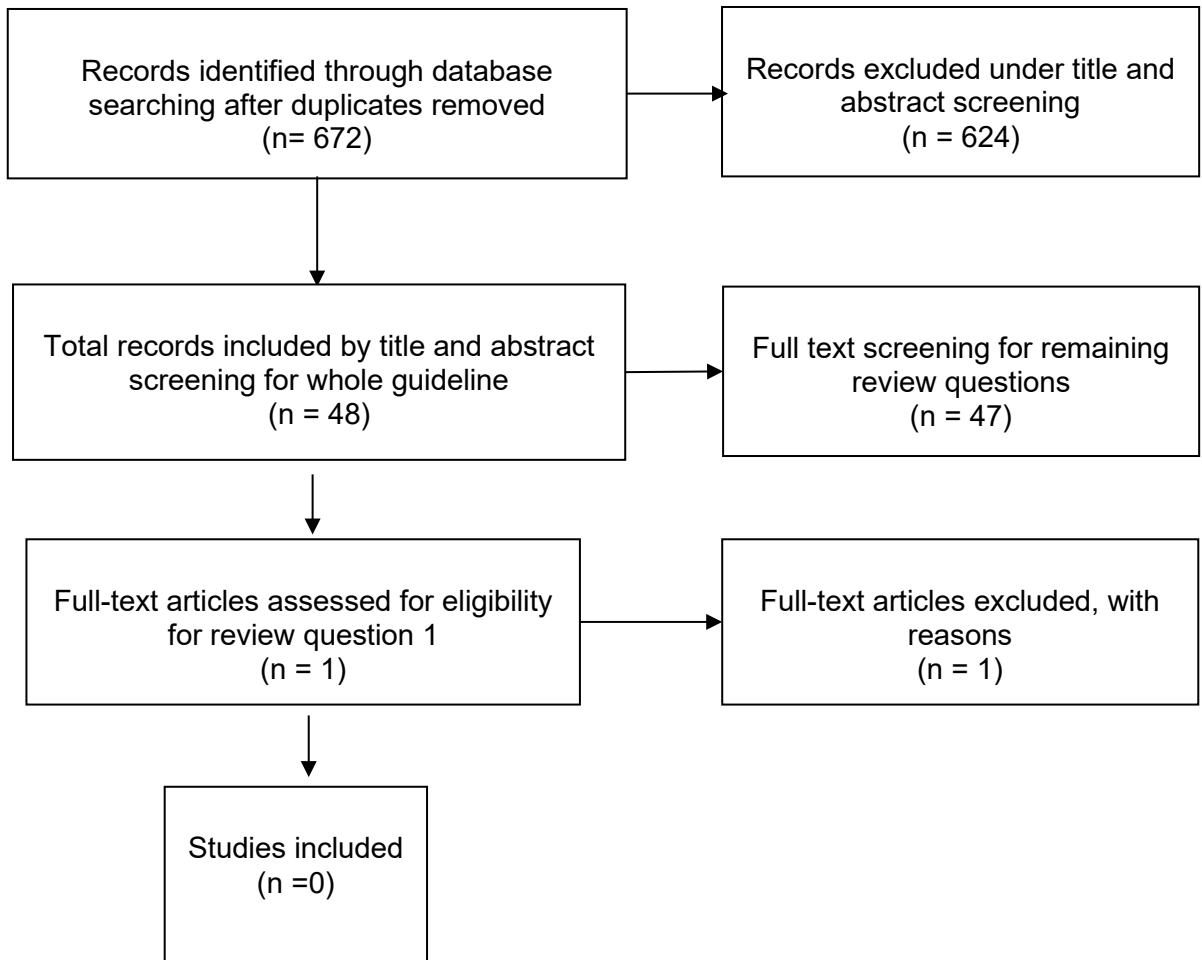 Records identified through database
searching after duplicates removed
(n= 672)
Records excluded under title and
abstract screening
(n = 624)
Total records included by title and abstract
screening for whole guideline
(n = 48)
Full text screening for remaining
review questions
(n = 47)
Full-text articles assessed for eligibility
for review question 1
(n = 1)
Full-text articles excluded, with
reasons
(n = 1)
Studies included
(n =0)